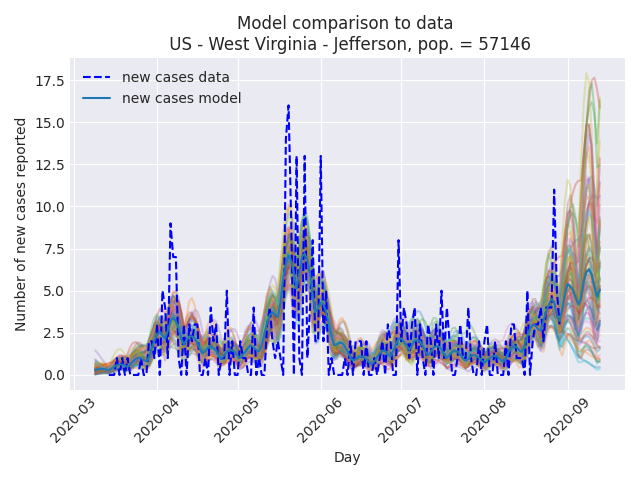 Model comparison to data
US - West Virginia - Jefferson, pop. = 57146
new cases data
new cases model
Number of new cases reported
17.5
15.0
12.5
10.0
7.5
5.0
2.5
0.0
2020-03
2020-04
2020-05
2020-06
2020-07
2020-08
2020-09
Day